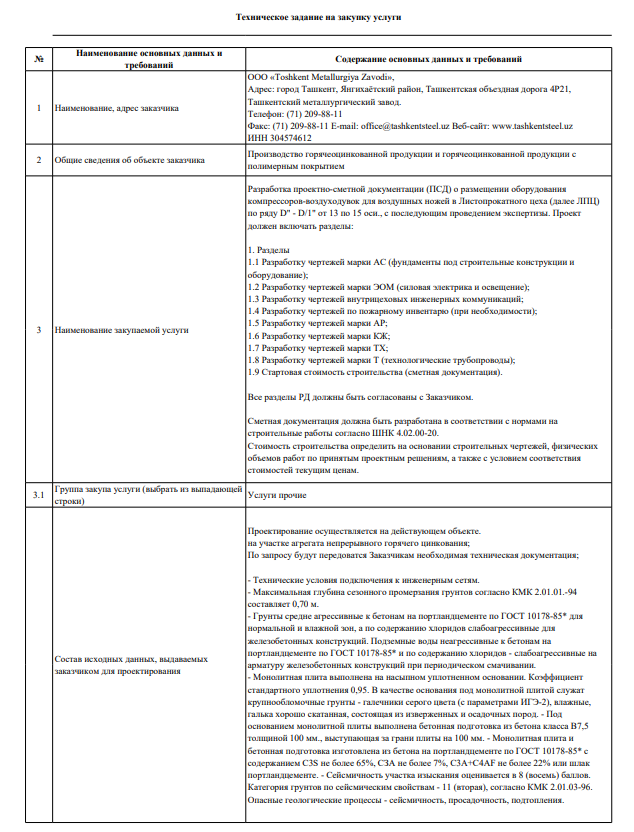 Техническое задание на закупку услуги
№
Наименование основных данных и
требований
Содержание основных данных и требований
1
Наименование, адрес заказчика
ООО «Toshkent Metallurgiya Zavodi»,
Адрес: город Ташкент, Янгихаётский район, Ташкентская объездная дорога 4Р21,
Ташкентский металлургический завод.
Телефон: (71) 209-88-11
Факс: (71) 209-88-11 E-mail: office@tashkentsteel.uz Веб-сайт: www.tashkentsteel.uz
ИНН 304574612
2
Общие сведения об объекте заказчика
Производство горячеоцинкованной продукции и горячеоцинкованной продукции с
полимерным покрытием
3
Наименование закупаемой услуги
Разработка проектно-сметной документации (ПСД) о размещении оборудования
компрессоров-воздуходувок для воздушных ножей в Листопрокатного цеха (далее ЛПЦ)
по ряду D" - D/1" от 13 по 15 оси., с последующим проведением экспертизы. Проект
должен включать разделы:
1. Разделы
1.1 Разработку чертежей марки АС (фундаменты под строительные конструкции и
оборудование);
1.2 Разработку чертежей марки ЭОМ (силовая электрика и освещение);
1.3 Разработку чертежей внутрицеховых инженерных коммуникаций;
1.4 Разработку чертежей по пожарному инвентарю (при необходимости);
1.5 Разработку чертежей марки АР;
1.6 Разработку чертежей марки КЖ;
1.7 Разработку чертежей марки ТХ;
1.8 Разработку чертежей марки Т (технологические трубопроводы);
1.9 Стартовая стоимость строительства (сметная документация).
Все разделы РД должны быть согласованы с Заказчиком.
Сметная документация должна быть разработана в соответствии с нормами на
строительные работы согласно ШНК 4.02.00-20.
Стоимость строительства определить на основании строительных чертежей, физических
объемов работ по принятым проектным решениям, а также с условием соответствия
стоимостей текущим ценам.
3.1
Группа закупа услуги (выбрать из выпадающей
строки)
Услуги прочие
Состав исходных данных, выдаваемых
заказчиком для проектирования
Проектирование осуществляется на действующем объекте.
на участке агрегата непрерывного горячего цинкования;
По запросу будут передоватся Заказчикам необходимая техническая документация;
- Технические условия подключения к инженерным сетям.
- Максимальная глубина сезонного промерзания грунтов согласно КМК 2.01.01.-94
составляет 0,70 м.
- Грунты средне агрессивные к бетонам на портландцементе по ГОСТ 10178-85* для
нормальной и влажной зон, а по содержанию хлоридов слабоагрессивные для
железобетонных конструкций. Подземные воды неагрессивные к бетонам на
портландцементе по ГОСТ 10178-85* и по содержанию хлоридов - слабоагрессивные на
арматуру железобетонных конструкций при периодическом смачивании.
- Монолитная плита выполнена на насыпном уплотненном основании. Коэффициент
стандартного уплотнения 0,95. В качестве основания под монолитной плитой служат
крупнообломочные грунты - галечники серого цвета (с параметрами ИГЭ-2), влажные,
галька хорошо скатанная, состоящая из изверженных и осадочных пород. - Под
основанием монолитной плиты выполнена бетонная подготовка из бетона класса В7,5
толщиной 100 мм., выступающая за грани плиты на 100 мм. - Монолитная плита и
бетонная подготовка изготовлена из бетона на портландцементе по ГОСТ 10178-85* с
содержанием С3S не более 65%, С3А не более 7%, С3А+С4АF не более 22% или шлак
портландцементе. - Сейсмичность участка изыскания оценивается в 8 (восемь) баллов.
Категория грунтов по сейсмическим свойствам - 11 (вторая), согласно КМК 2.01.03-96.
Опасные геологические процессы - сейсмичность, просадочность, подтопления.